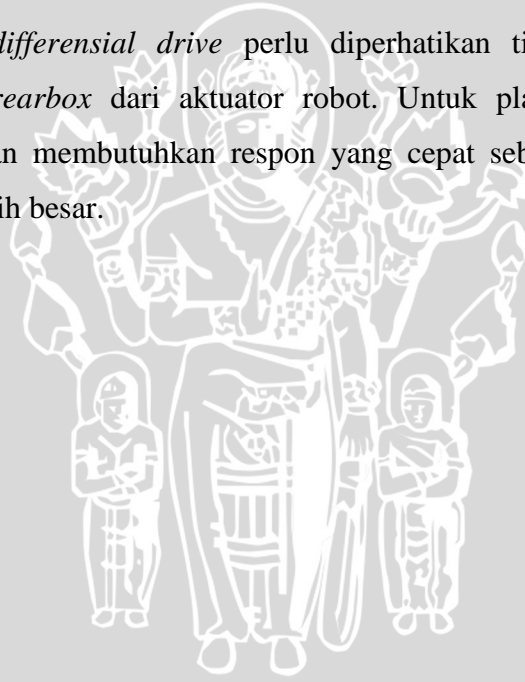 differensial drive perlu diperhatikan ti
earbox dari aktuator robot. Untuk pla
n membutuhkan respon yang cepat seb
ih besar.